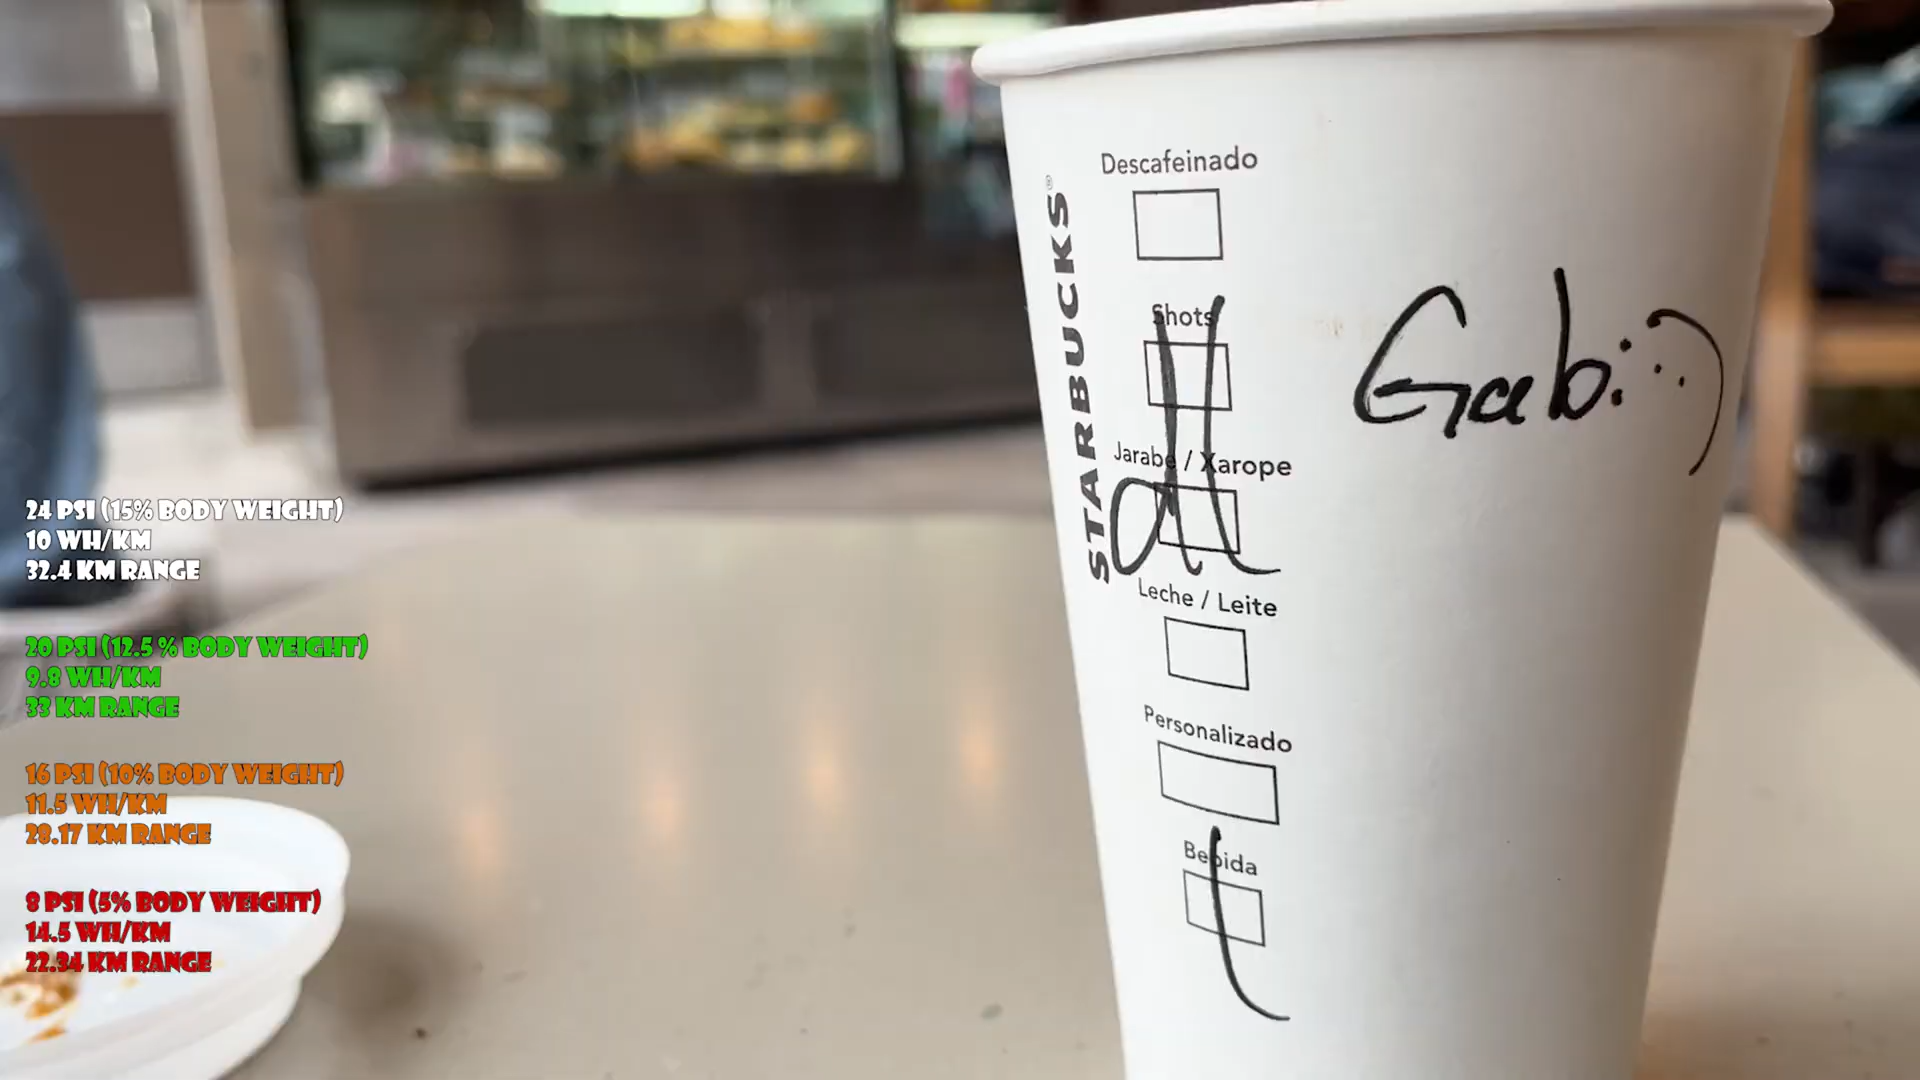 24 PSI (15% BODY WEIGHT)
10 WH/KM
32.4 KM RANGE
20 PSI (12.5 % BODY WEIGHT)
9.8 WH/KM
33 KM RANGE
16 PSI (10% BODY WEIGHT)
11.5 WH/KM
28.17 KM RANGE
8 PSI (5% BODY WEIGHT)
14.5 WH/KM
22.34 KM RANGE
STARBUCKS®
Descafeinado
Shots
Jarabe / Xarope
Leche / Leite
Personalizado
Bebida
Gabi :)